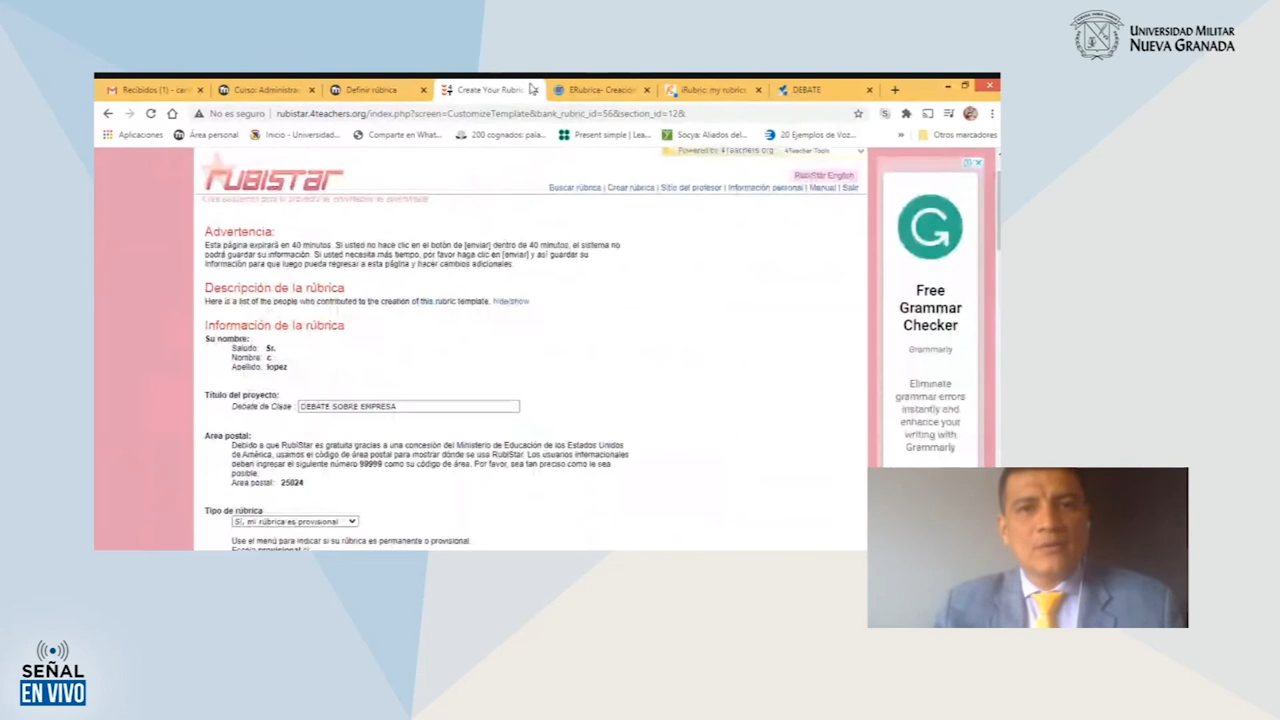 UNIVERSIDAD MILITAR
NUEVA GRANADA
Recibidos (1) - car
Curso: Administra
Definir rúbrica
Create Your Rubric
ERubrica- Creación
iRubric: my rubrics
DEBATE
No es seguro
rubistar.4teachers.org/index.php?screen=CustomizeTemplate&bank_rubric_id=56&section_id=12&
Aplicaciones
Área personal
Inicio - Universidad...
Comparte en What...
200 cognados: pala...
Present simple | Lea...
Socya: Aliados del...
20 Ejemplos de Voz...
»
Otros marcadores
Powered by 4Teachers.org
4Teacher Tools
RUBISTAR
RubiStar English
Buscar rúbrica | Crear rúbrica | Sitio del profesor | Información personal | Manual | Salir
Advertencia:
Esta página expirará en 40 minutos. Si usted no hace clic en el botón de [enviar] dentro de 40 minutos, el sistema no
podrá guardar su información. Si usted necesita más tiempo, por favor haga clic en [enviar] y así guardar su
información para que luego pueda regresar a esta página y hacer cambios adicionales.
Descripción de la rúbrica
Here is a list of the people who contributed to the creation of this rubric template. hide/show
Información de la rúbrica
Su nombre:
Saludo: Sr.
Nombre: c
Apellido: lopez
Título del proyecto:
Debate de Clase : DEBATE SOBRE EMPRESA
Area postal:
Debido a que RubiStar es gratuita gracias a una concesión del Ministerio de Educación de los Estados Unidos
de América, usamos el código de área postal para mostrar dónde se usa RubiStar. Los usuarios internacionales
deben ingresar el siguiente número 99999 como su código de área. Por favor, sea tan preciso como le sea
posible.
Area postal: 25024
Tipo de rúbrica
Sí, mi rúbrica es provisional
Use el menú para indicar si su rúbrica es permanente o provisional.
Free
Grammar
Checker
Grammarly
Eliminate
grammar errors
instantly and
enhance your
writing with
Grammarly
SEÑAL
EN VIVO